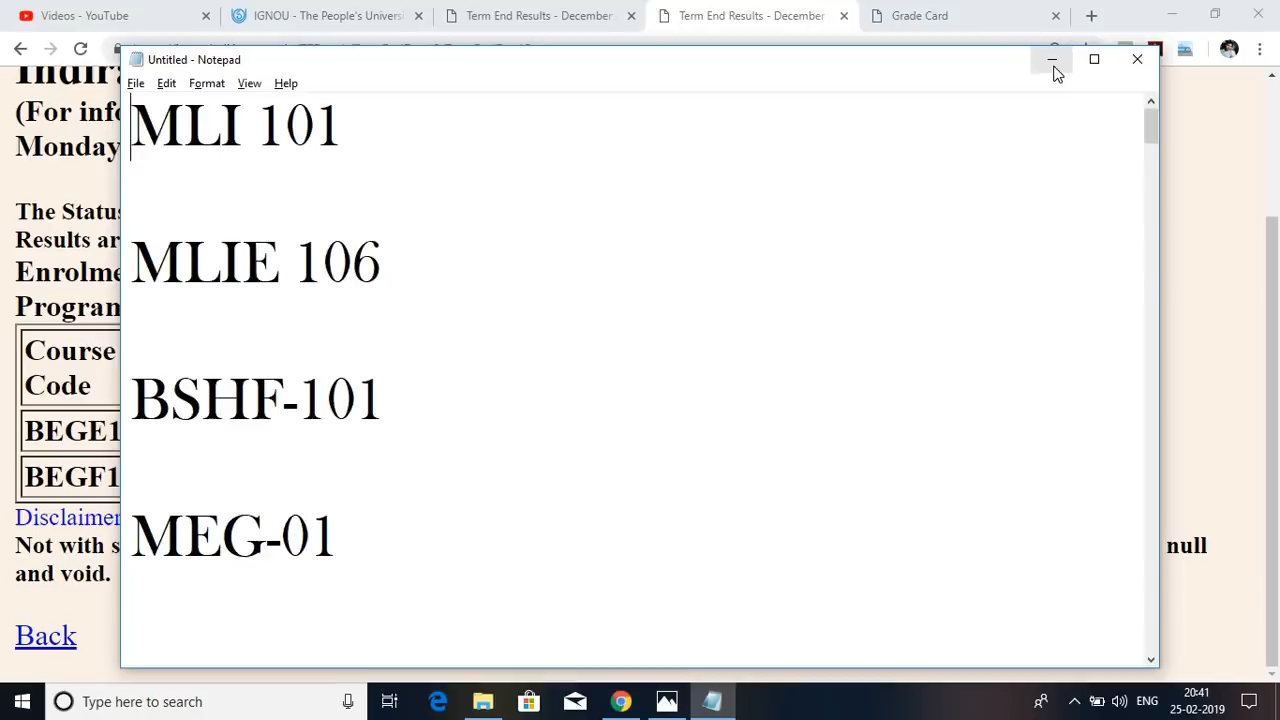 Videos - YouTube
IGNOU - The People's Universi
Term End Results - December
Term End Results - December
Grade Card
Untitled - Notepad
File Edit Format View Help
(For info
Monday
The Status
Results ar
Enrolme
Program
Course
Code
BEGE1
BEGF1
Disclaimer
Not with s
null
and void.
Back
MLI 101
MLIE 106
BSHF-101
MEG-01
Type here to search
ENG
20:41
25-02-2019